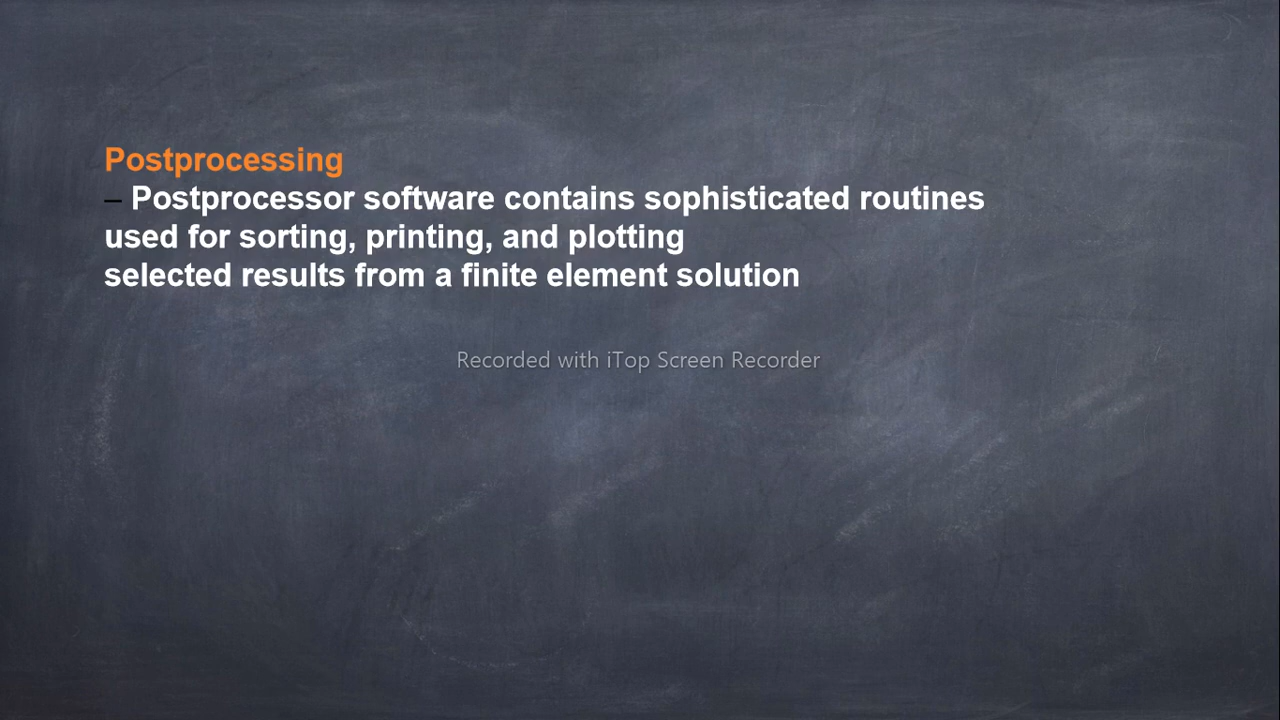 Postprocessing
– Postprocessor software contains sophisticated routines
used for sorting, printing, and plotting
selected results from a finite element solution
Recorded with iTop Screen Recorder